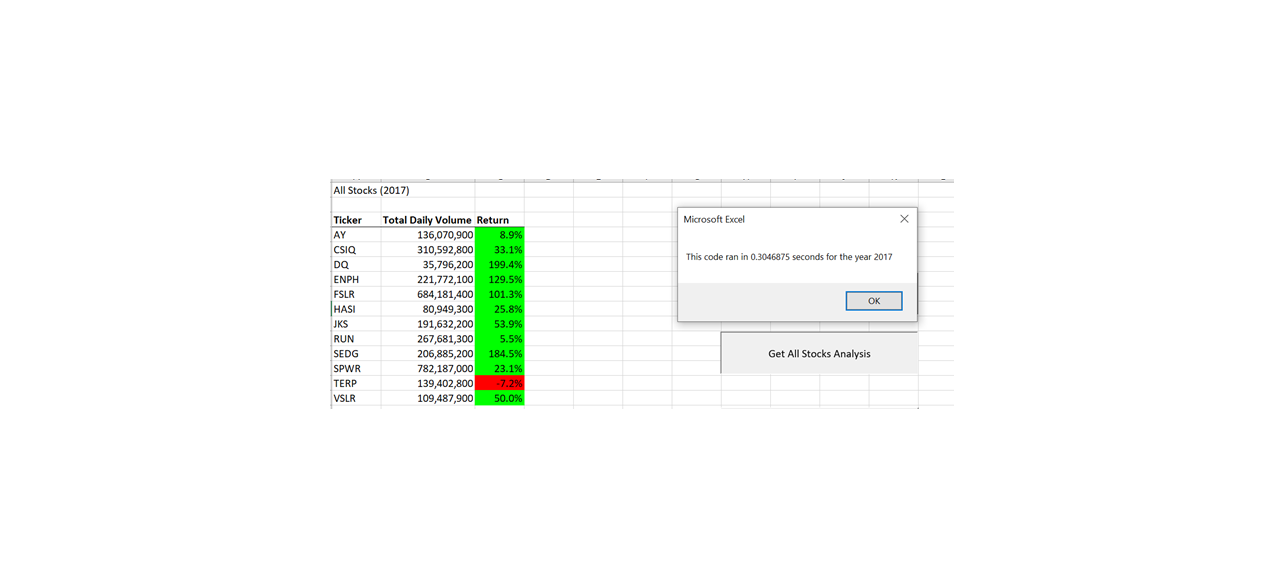 All Stocks (2017)
Ticker Total Daily Volume Return
AY 136,070,900 8.9%
CSIQ 310,592,800 33.1%
DQ 35,796,200 199.4%
ENPH 221,772,100 129.5%
FSLR 684,181,400 101.3%
HASI 80,949,300 25.8%
JKS 191,632,200 53.9%
RUN 267,681,300 5.5%
SEDG 206,885,200 184.5%
SPWR 782,187,000 23.1%
TERP 139,402,800 -7.2%
VSLR 109,487,900 50.0%
Microsoft Excel
This code ran in 0.3046875 seconds for the year 2017
OK
Get All Stocks Analysis